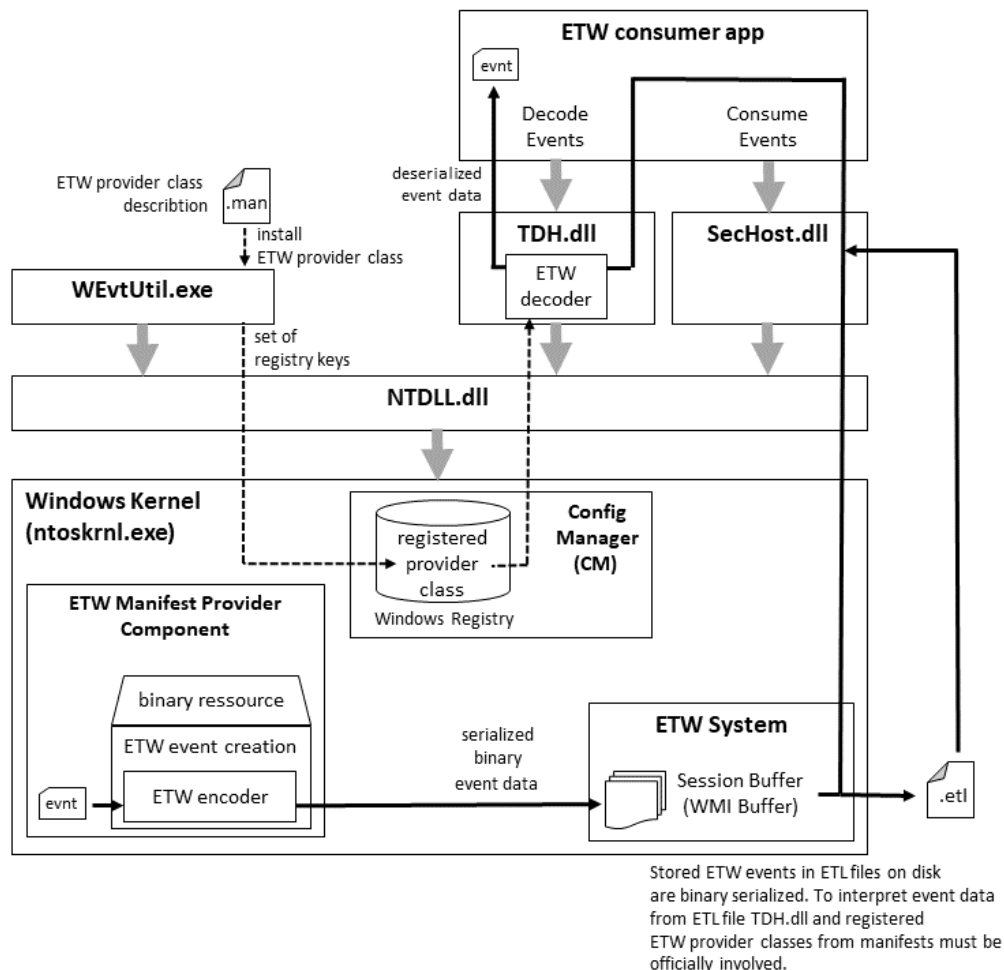 ETW consumer app
evnt
Decode
Events
Consume
Events
deserialized
event data
ETW provider class
describtion
.man
install
ETW provider class
TDH.dll
ETW
decoder
SecHost.dll
WEvtUtil.exe
set of
registry keys
NTDLL.dll
Windows Kernel
(ntoskrnl.exe)
registered
provider
class
Windows Registry
Config
Manager
(CM)
ETW Manifest Provider
Component
binary ressource
ETW event creation
evnt
ETW encoder
serialized
binary
event data
ETW System
Session Buffer
(WMI Buffer)
.etl
Stored ETW events in ETL files on disk
are binary serialized. To interpret event data
from ETL file TDH.dll and registered
ETW provider classes from manifests must be
officially involved.